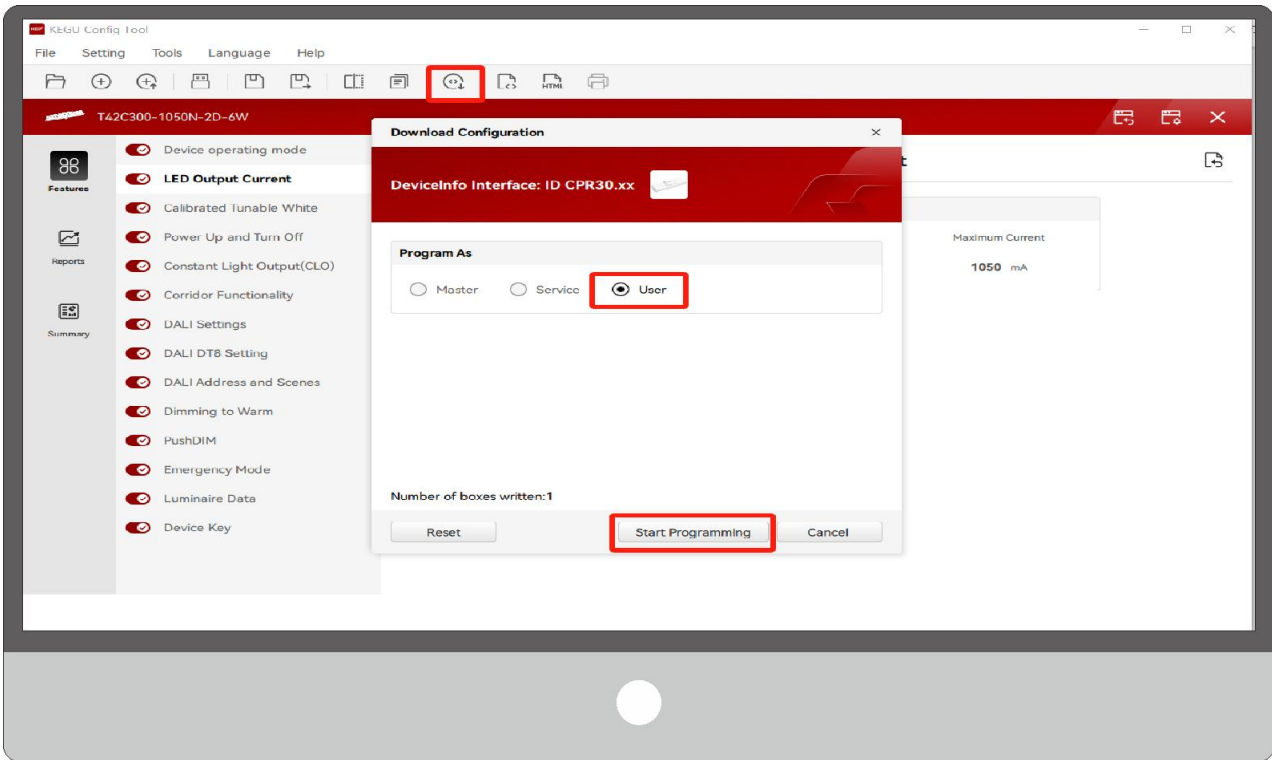 KEGU Config Tool
File Setting Tools Language Help
HTML
T42C300-1050N-2D-6W
Features
Reports
Summary
Device operating mode
LED Output Current
Calibrated Tunable White
Power Up and Turn Off
Constant Light Output(CLO)
Corridor Functionality
DALI Settings
DALI DT8 Setting
DALI Address and Scenes
Dimming to Warm
PushDIM
Emergency Mode
Luminaire Data
Device Key
Download Configuration
DeviceInfo Interface: ID CPR30.xx
Program As
Master Service User
Number of boxes written:1
Reset Start Programming Cancel
Maximum Current
1050 mA